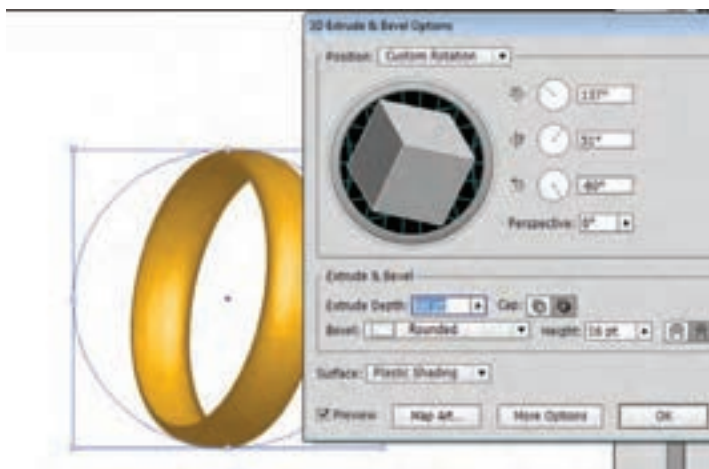 3D Extrude & Bevel Options
Position: Custom Rotation
137°
31°
-80°
Perspective: 0°
Extrude & Bevel
Extrude Depth: Cap:
Bevel: Rounded Height: 16 pt
Surface: Plastic Shading
Preview Map Art... More Options OK